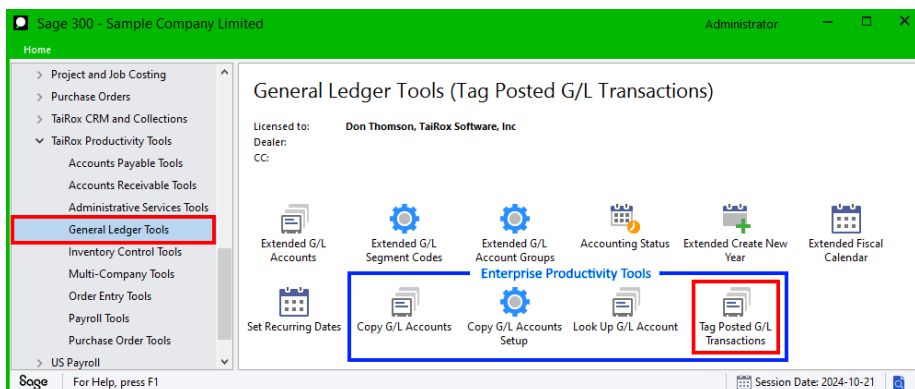 Sage 300 - Sample Company Limited
Administrator
Home
Project and Job Costing
Purchase Orders
TaiRox CRM and Collections
TaiRox Productivity Tools
Accounts Payable Tools
Accounts Receivable Tools
Administrative Services Tools
General Ledger Tools
Inventory Control Tools
Multi-Company Tools
Order Entry Tools
Payroll Tools
Purchase Order Tools
US Payroll
General Ledger Tools (Tag Posted G/L Transactions)
Licensed to: Don Thomson, TaiRox Software, Inc
Dealer:
CC:
Extended G/L
Accounts
Extended G/L
Segment Codes
Extended G/L
Account Groups
Accounting Status
Extended Create New
Year
Extended Fiscal
Calendar
Enterprise Productivity Tools
Set Recurring Dates
Copy G/L Accounts
Copy G/L Accounts
Setup
Look Up G/L Account
Tag Posted G/L
Transactions
Sage For Help, press F1
Session Date: 2024-10-21